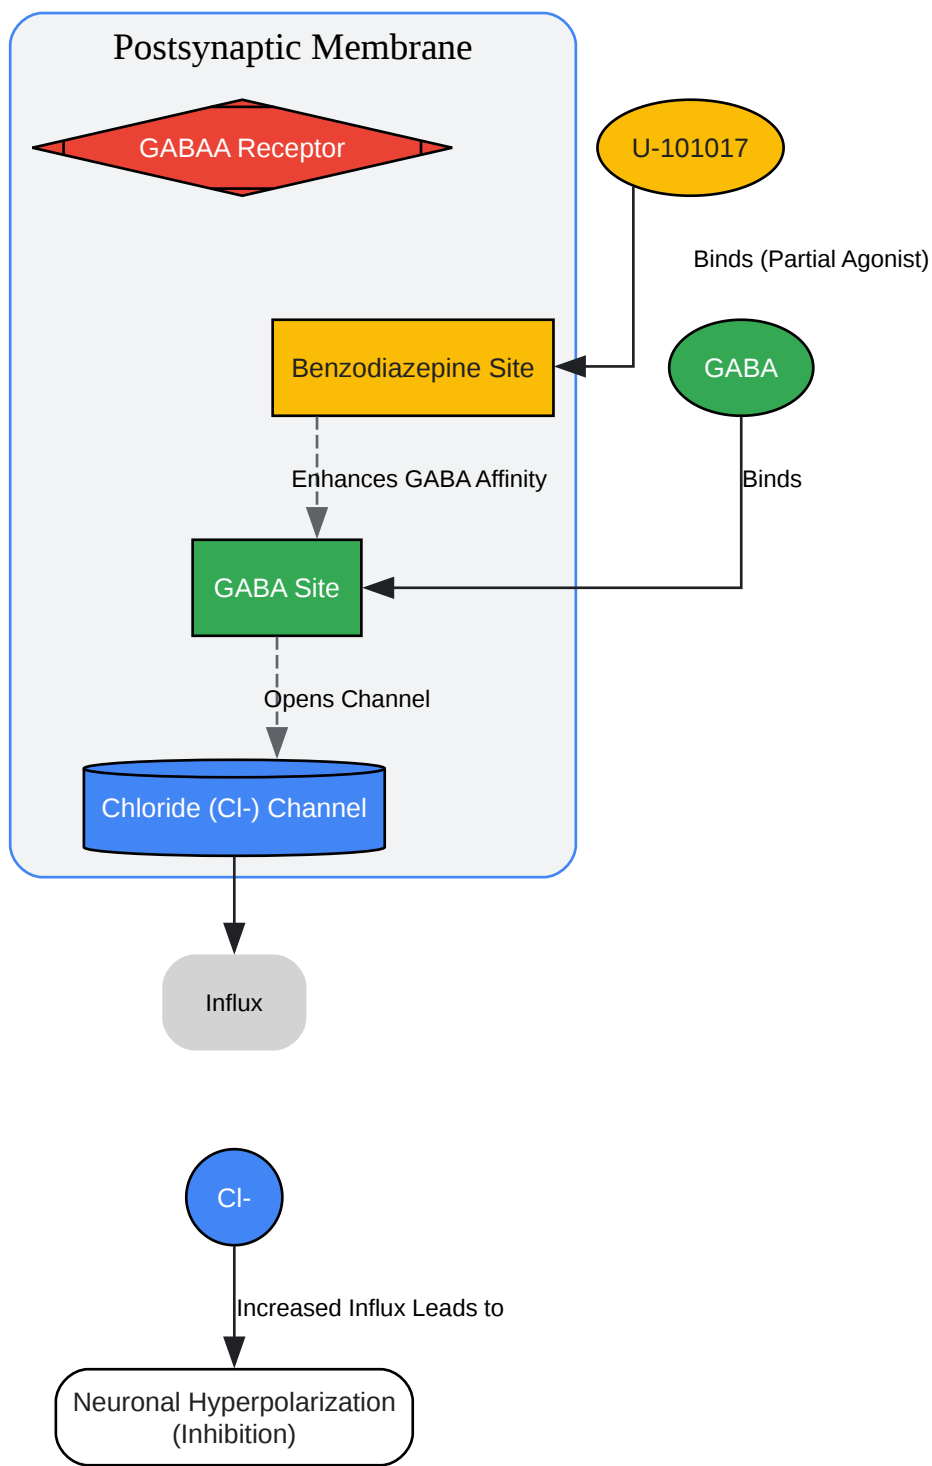 Postsynaptic Membrane
GABAA Receptor
U-101017
Binds (Partial Agonist)
Benzodiazepine Site
GABA
Enhances GABA Affinity
Binds
GABA Site
Opens Channel
Chloride (Cl-) Channel
Influx
Cl-
Increased Influx Leads to
Neuronal Hyperpolarization
(Inhibition)